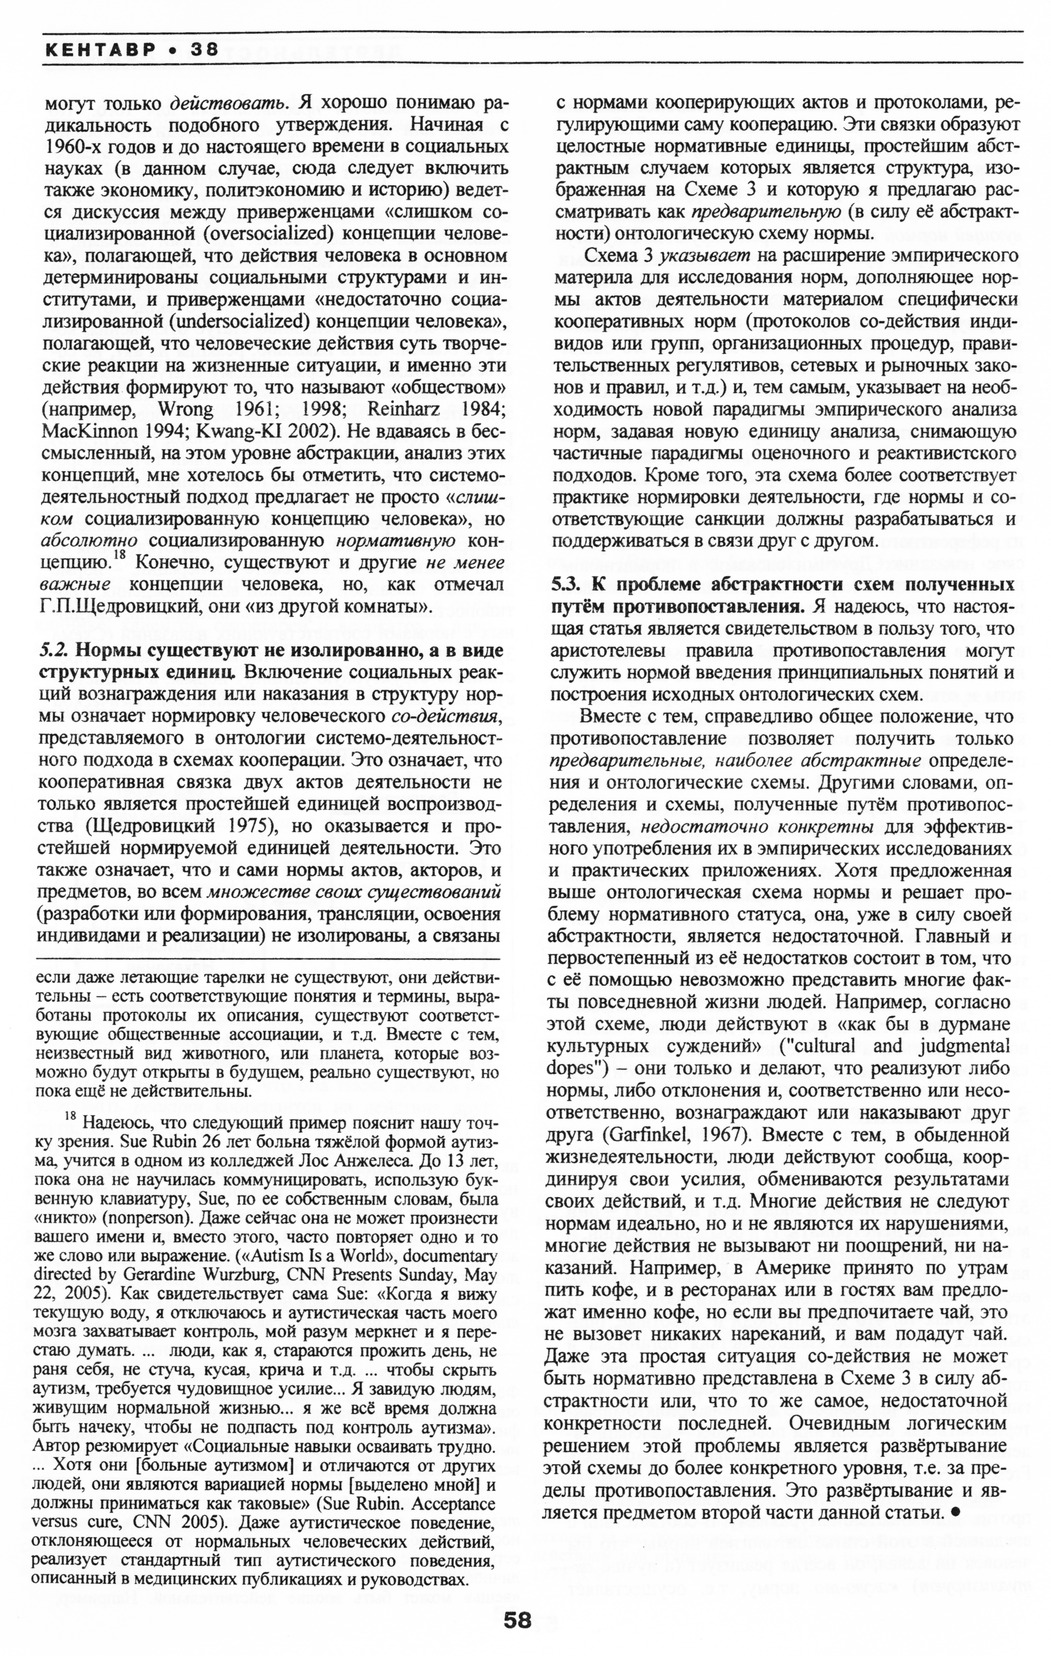 КЕНТАВР • 38
могут только действовать. Я хорошо понимаю ра-
дикальность подобного утверждения. Начиная с
1960-х годов и до настоящего времени в социальных
науках (в данном случае, сюда следует включить
также экономику, политэкономию и историю) ведет-
ся дискуссия между приверженцами «слишком со-
циализированной (oversocialized) концепции челове-
ка», полагающей, что действия человека в основном
детерминированы социальными структурами и ин-
ститутами, и приверженцами «недостаточно социа-
лизированной (undersocialized) концепции человека»,
полагающей, что человеческие действия суть творче-
ские реакции на жизненные ситуации, и именно эти
действия формируют то, что называют «обществом»
(например, Wrong 1961; 1998; Reinharz 1984;
MacKinnon 1994; Kwang-KI 2002). Не вдаваясь в бес-
смысленный, на этом уровне абстракции, анализ этих
концепций, мне хотелось бы отметить, что системо-
деятельностный подход предлагает не просто «слиш-
ком социализированную концепцию человека», но
абсолютно социализированную нормативную кон-
цепцию.18 Конечно, существуют и другие не менее
важные концепции человека, но, как отмечал
Г.П.Щедровицкий, они «из другой комнаты».
5.2. Нормы существуют не изолированно, а в виде
структурных единиц. Включение социальных реак-
ций вознаграждения или наказания в структуру нор-
мы означает нормировку человеческого со-действия,
представляемого в онтологии системо-деятельност-
ного подхода в схемах кооперации. Это означает, что
кооперативная связка двух актов деятельности не
только является простейшей единицей воспроизвод-
ства (Щедровицкий 1975), но оказывается и про-
стейшей нормируемой единицей деятельности. Это
также означает, что и сами нормы актов, акторов, и
предметов, во всем множестве своих существований
(разработки или формирования, трансляции, освоения
индивидами и реализации) не изолированы, а связаны
если даже летающие тарелки не существуют, они действи-
тельны – есть соответствующие понятия и термины, выра-
ботаны протоколы их описания, существуют соответст-
вующие общественные ассоциации, и т.д. Вместе с тем,
неизвестный вид животного, или планета, которые воз-
можно будут открыты в будущем, реально существуют, но
пока ещё не действительны.
18 Надеюсь, что следующий пример пояснит нашу точ-
ку зрения. Sue Rubin 26 лет больна тяжёлой формой аутиз-
ма, учится в одном из колледжей Лос Анжелеса. До 13 лет,
пока она не научилась коммуницировать, использую бук-
венную клавиатуру, Sue, по ее собственным словам, была
«никто» (nonperson). Даже сейчас она не может произнести
вашего имени и, вместо этого, часто повторяет одно и то
же слово или выражение. («Autism Is a World», documentary
directed by Gerardine Wurzburg, CNN Presents Sunday, May
22, 2005). Как свидетельствует сама Sue: «Когда я вижу
текущую воду, я отключаюсь и аутистическая часть моего
мозга захватывает контроль, мой разум меркнет и я пере-
стаю думать. ... люди, как я, стараются прожить день, не
раня себя, не стуча, кусая, крича и т.д. ... чтобы скрыть
аутизм, требуется чудовищное усилие... Я завидую людям,
живущим нормальной жизнью... я же всё время должна
быть начеку, чтобы не подпасть под контроль аутизма».
Автор резюмирует «Социальные навыки осваивать трудно.
... Хотя они [больные аутизмом] и отличаются от других
людей, они являются вариацией нормы [выделено мной] и
должны приниматься как таковые» (Sue Rubin. Acceptance
versus cure, CNN 2005). Даже аутистическое поведение,
отклоняющееся от нормальных человеческих действий,
реализует стандартный тип аутистического поведения,
описанный в медицинских публикациях и руководствах.
с нормами кооперирующих актов и протоколами, ре-
гулирующими саму кооперацию. Эти связки образуют
целостные нормативные единицы, простейшим абст-
рактным случаем которых является структура, изо-
браженная на Схеме 3 и которую я предлагаю рас-
сматривать как предварительную (в силу её абстракт-
ности) онтологическую схему нормы.
Схема 3 указывает на расширение эмпирического
материла для исследования норм, дополняющее нор-
мы актов деятельности материалом специфически
кооперативных норм (протоколов со-действия инди-
видов или групп, организационных процедур, прави-
тельственных регулятивов, сетевых и рыночных зако-
нов и правил, и т.д.) и, тем самым, указывает на необ-
ходимость новой парадигмы эмпирического анализа
норм, задавая новую единицу анализа, снимающую
частичные парадигмы оценочного и реактивистского
подходов. Кроме того, эта схема более соответствует
практике нормировки деятельности, где нормы и со-
ответствующие санкции должны разрабатываться и
поддерживаться в связи друг с другом.
5.3. К проблеме абстрактности схем полученных
путём противопоставления. Я надеюсь, что настоя-
щая статья является свидетельством в пользу того, что
аристотелевы правила противопоставления могут
служить нормой введения принципиальных понятий и
построения исходных онтологических схем.
Вместе с тем, справедливо общее положение, что
противопоставление позволяет получить только
предварительные, наиболее абстрактные определе-
ния и онтологические схемы. Другими словами, оп-
ределения и схемы, полученные путём противопос-
тавления, недостаточно конкретны для эффектив-
ного употребления их в эмпирических исследованиях
и практических приложениях. Хотя предложенная
выше онтологическая схема нормы и решает про-
блему нормативного статуса, она, уже в силу своей
абстрактности, является недостаточной. Главный и
первостепенный из её недостатков состоит в том, что
с её помощью невозможно представить многие фак-
ты повседневной жизни людей. Например, согласно
этой схеме, люди действуют в «как бы в дурмане
культурных суждений» ("cultural and judgmental
dopes") – они только и делают, что реализуют либо
нормы, либо отклонения и, соответственно или несо-
ответственно, вознаграждают или наказывают друг
друга (Garfinkel, 1967). Вместе с тем, в обыденной
жизнедеятельности, люди действуют сообща, коор-
динируя свои усилия, обмениваются результатами
своих действий, и т.д. Многие действия не следуют
нормам идеально, но и не являются их нарушениями,
многие действия не вызывают ни поощрений, ни на-
казаний. Например, в Америке принято по утрам
пить кофе, и в ресторанах или в гостях вам предло-
жат именно кофе, но если вы предпочитаете чай, это
не вызовет никаких нареканий, и вам подадут чай.
Даже эта простая ситуация со-действия не может
быть нормативно представлена в Схеме 3 в силу аб-
страктности или, что то же самое, недостаточной
конкретности последней. Очевидным логическим
решением этой проблемы является развёртывание
этой схемы до более конкретного уровня, т.е. за пре-
делы противопоставления. Это развёртывание и яв-
ляется предметом второй части данной статьи. •
58